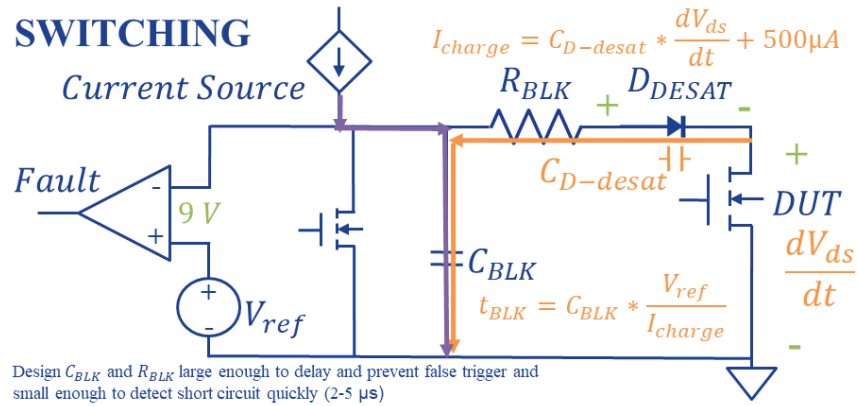 SWITCHING
I_charge = C_D-desat * dV_ds/dt + 500µA
Current Source
R_BLK
+
D_DESAT
-
Fault
-
9 V
+
C_D-desat
+
DUT
dV_ds/dt
-
+
-
V_ref
C_BLK
t_BLK = C_BLK * V_ref/I_charge
Design C_BLK and R_BLK large enough to delay and prevent false trigger and
small enough to detect short circuit quickly (2-5 µs)